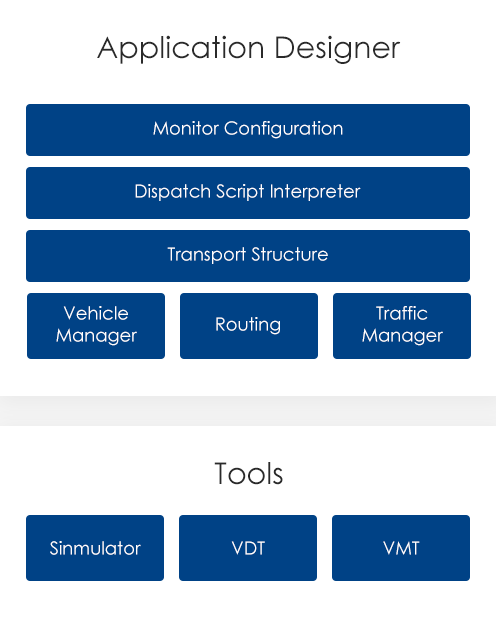 Application Designer
Monitor Configuration
Dispatch Script Interpreter
Transport Structure
Vehicle
Manager
Routing
Traffic
Manager
Tools
Sinmulator
VDT
VMT